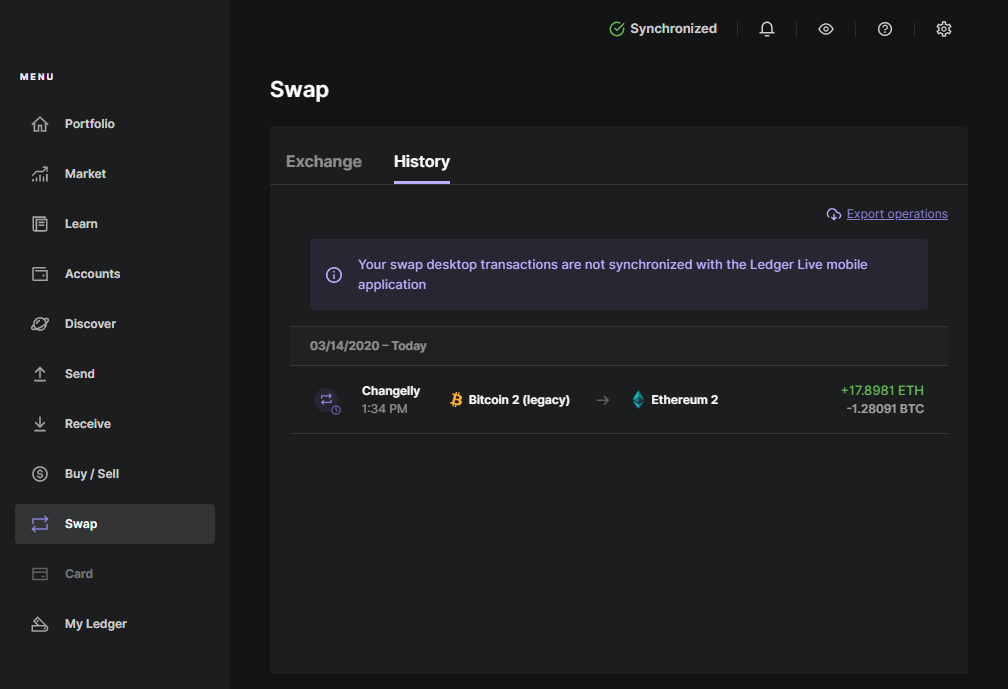 Synchronized
MENU
Portfolio
Market
Learn
Accounts
Discover
Send
Receive
Buy / Sell
Swap
Card
My Ledger
Swap
Exchange
History
Export operations
Your swap desktop transactions are not synchronized with the Ledger Live mobile
application
03/14/2020 – Today
Changelly
1:34 PM
Bitcoin 2 (legacy)
Ethereum 2
+17.8981 ETH
-1.28091 BTC